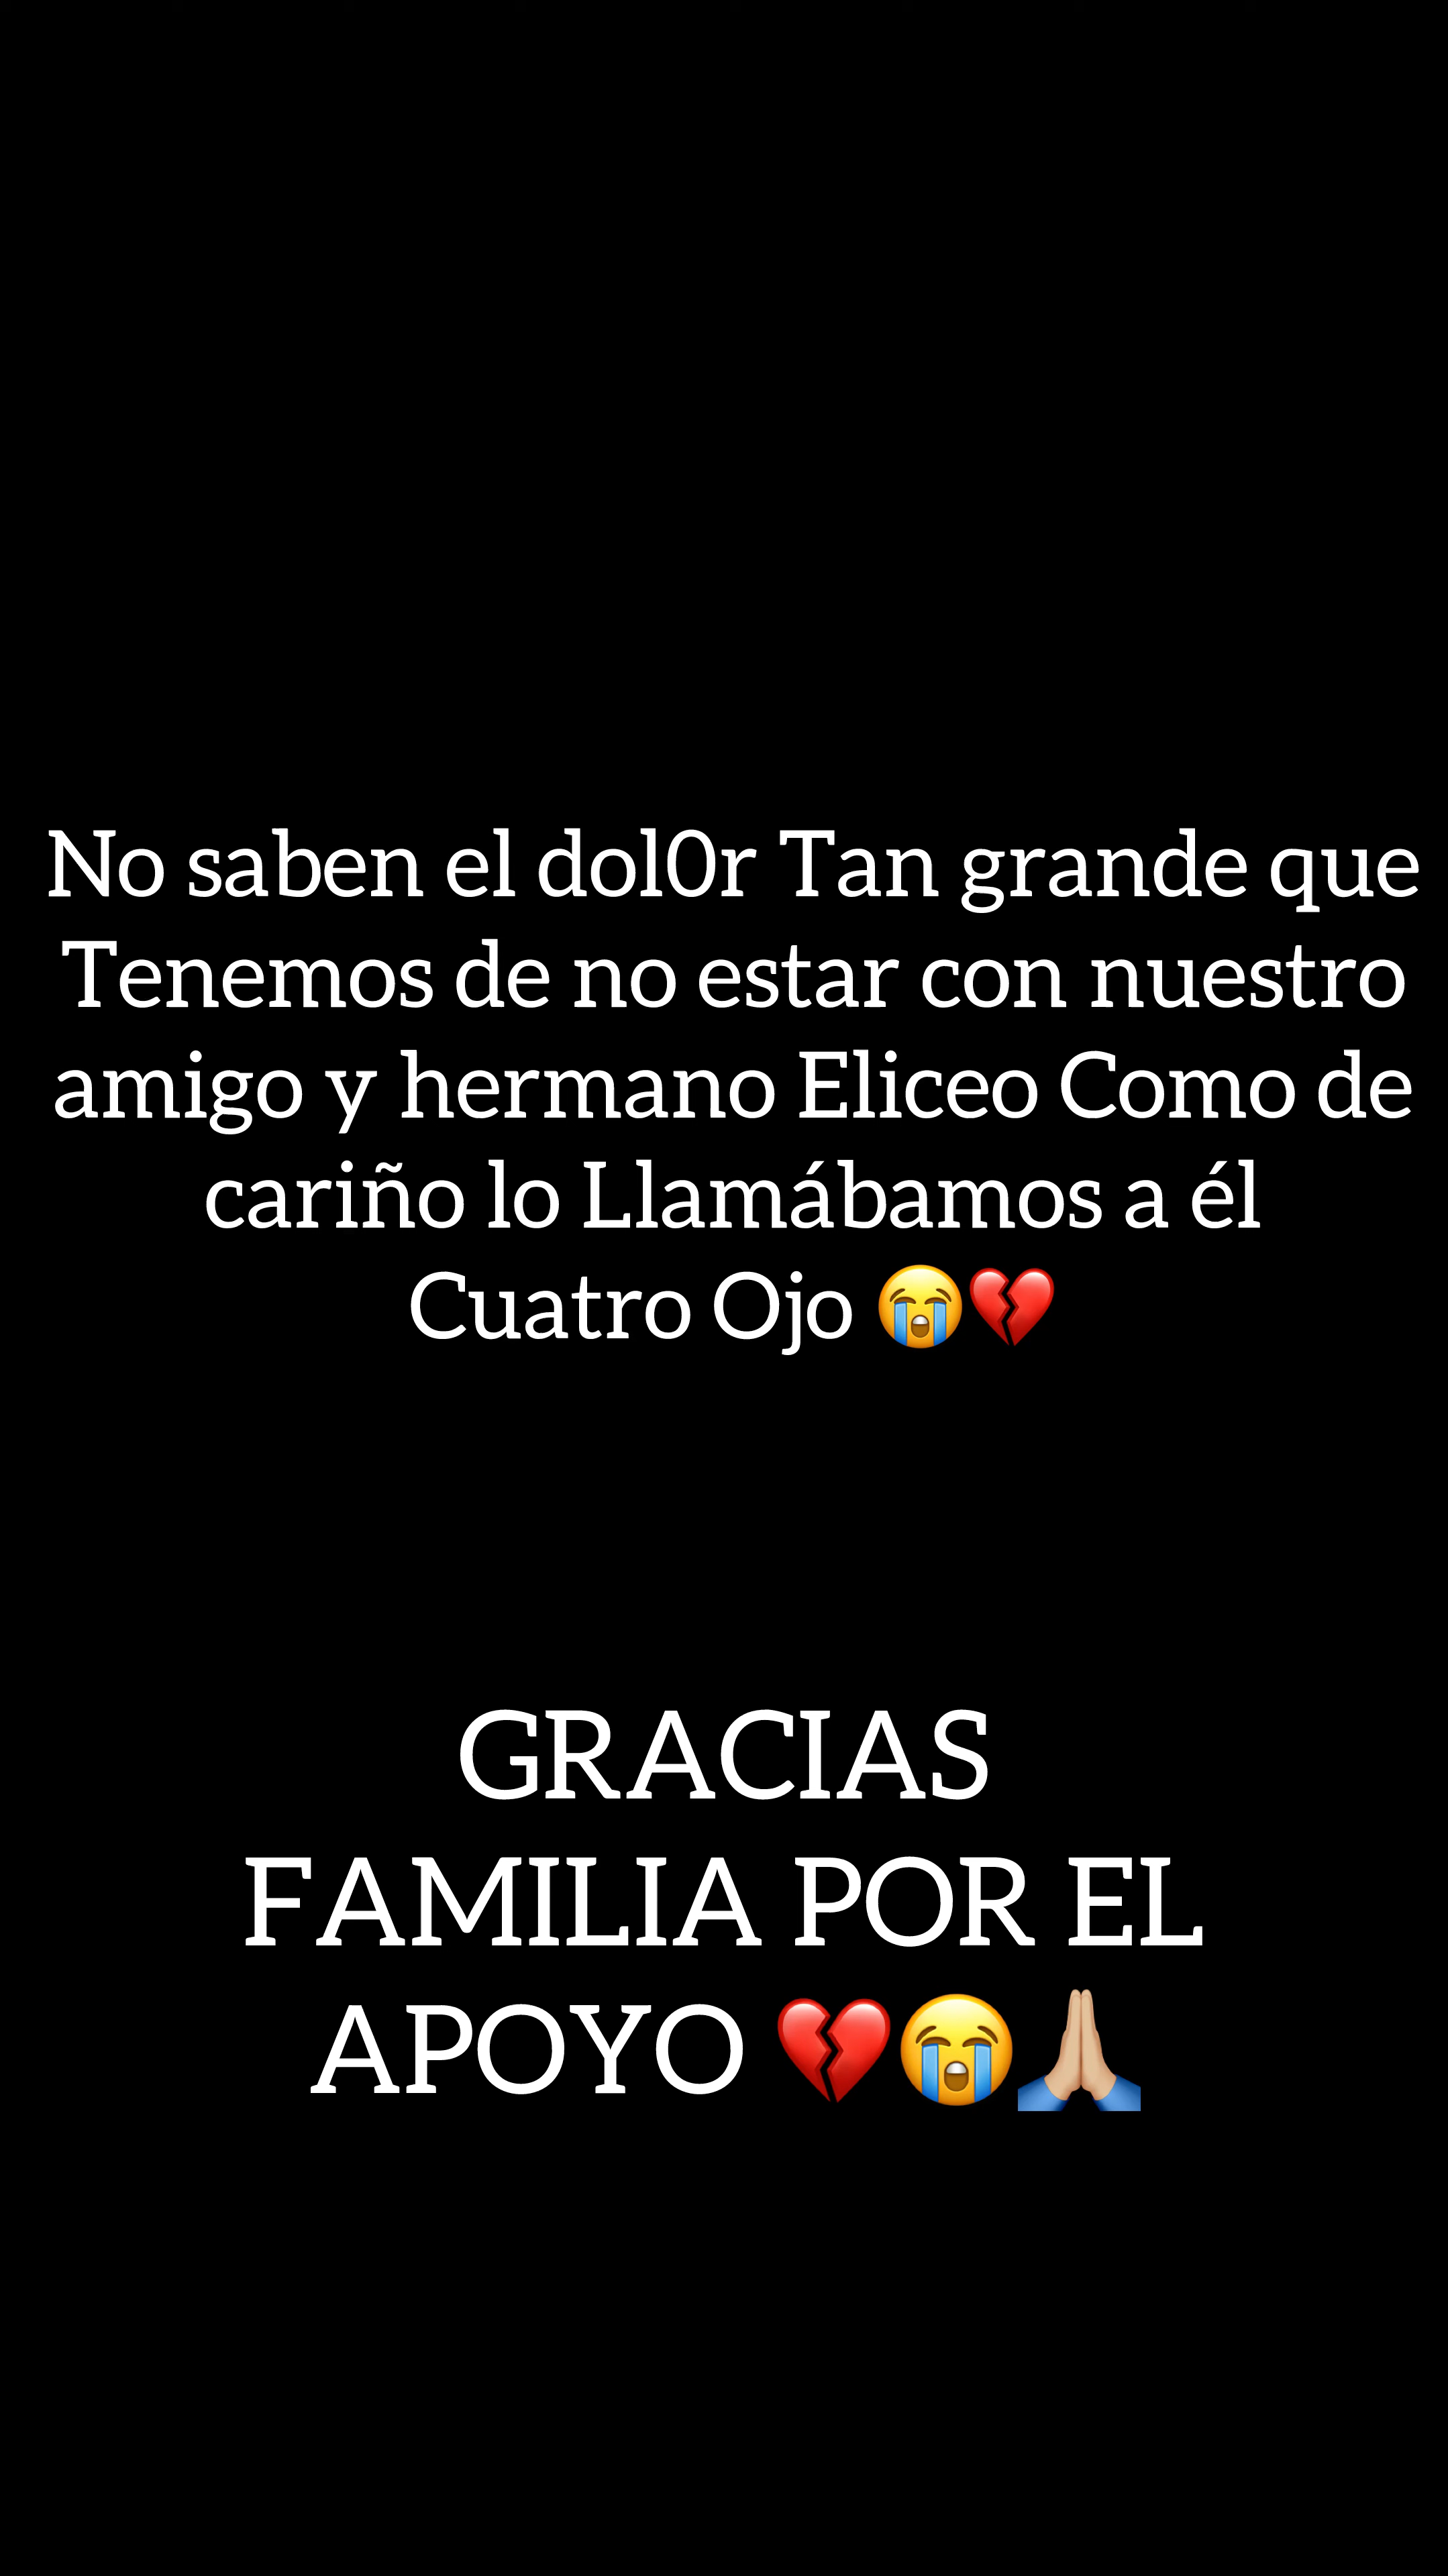 No saben el dol0r Tan grande que
Tenemos de no estar con nuestro
amigo y hermano Eliceo Como de
cariño lo Llamábamos a él
Cuatro Ojo 😭💔
GRACIAS
FAMILIA POR EL
APOYO 💔😭🙏🏼